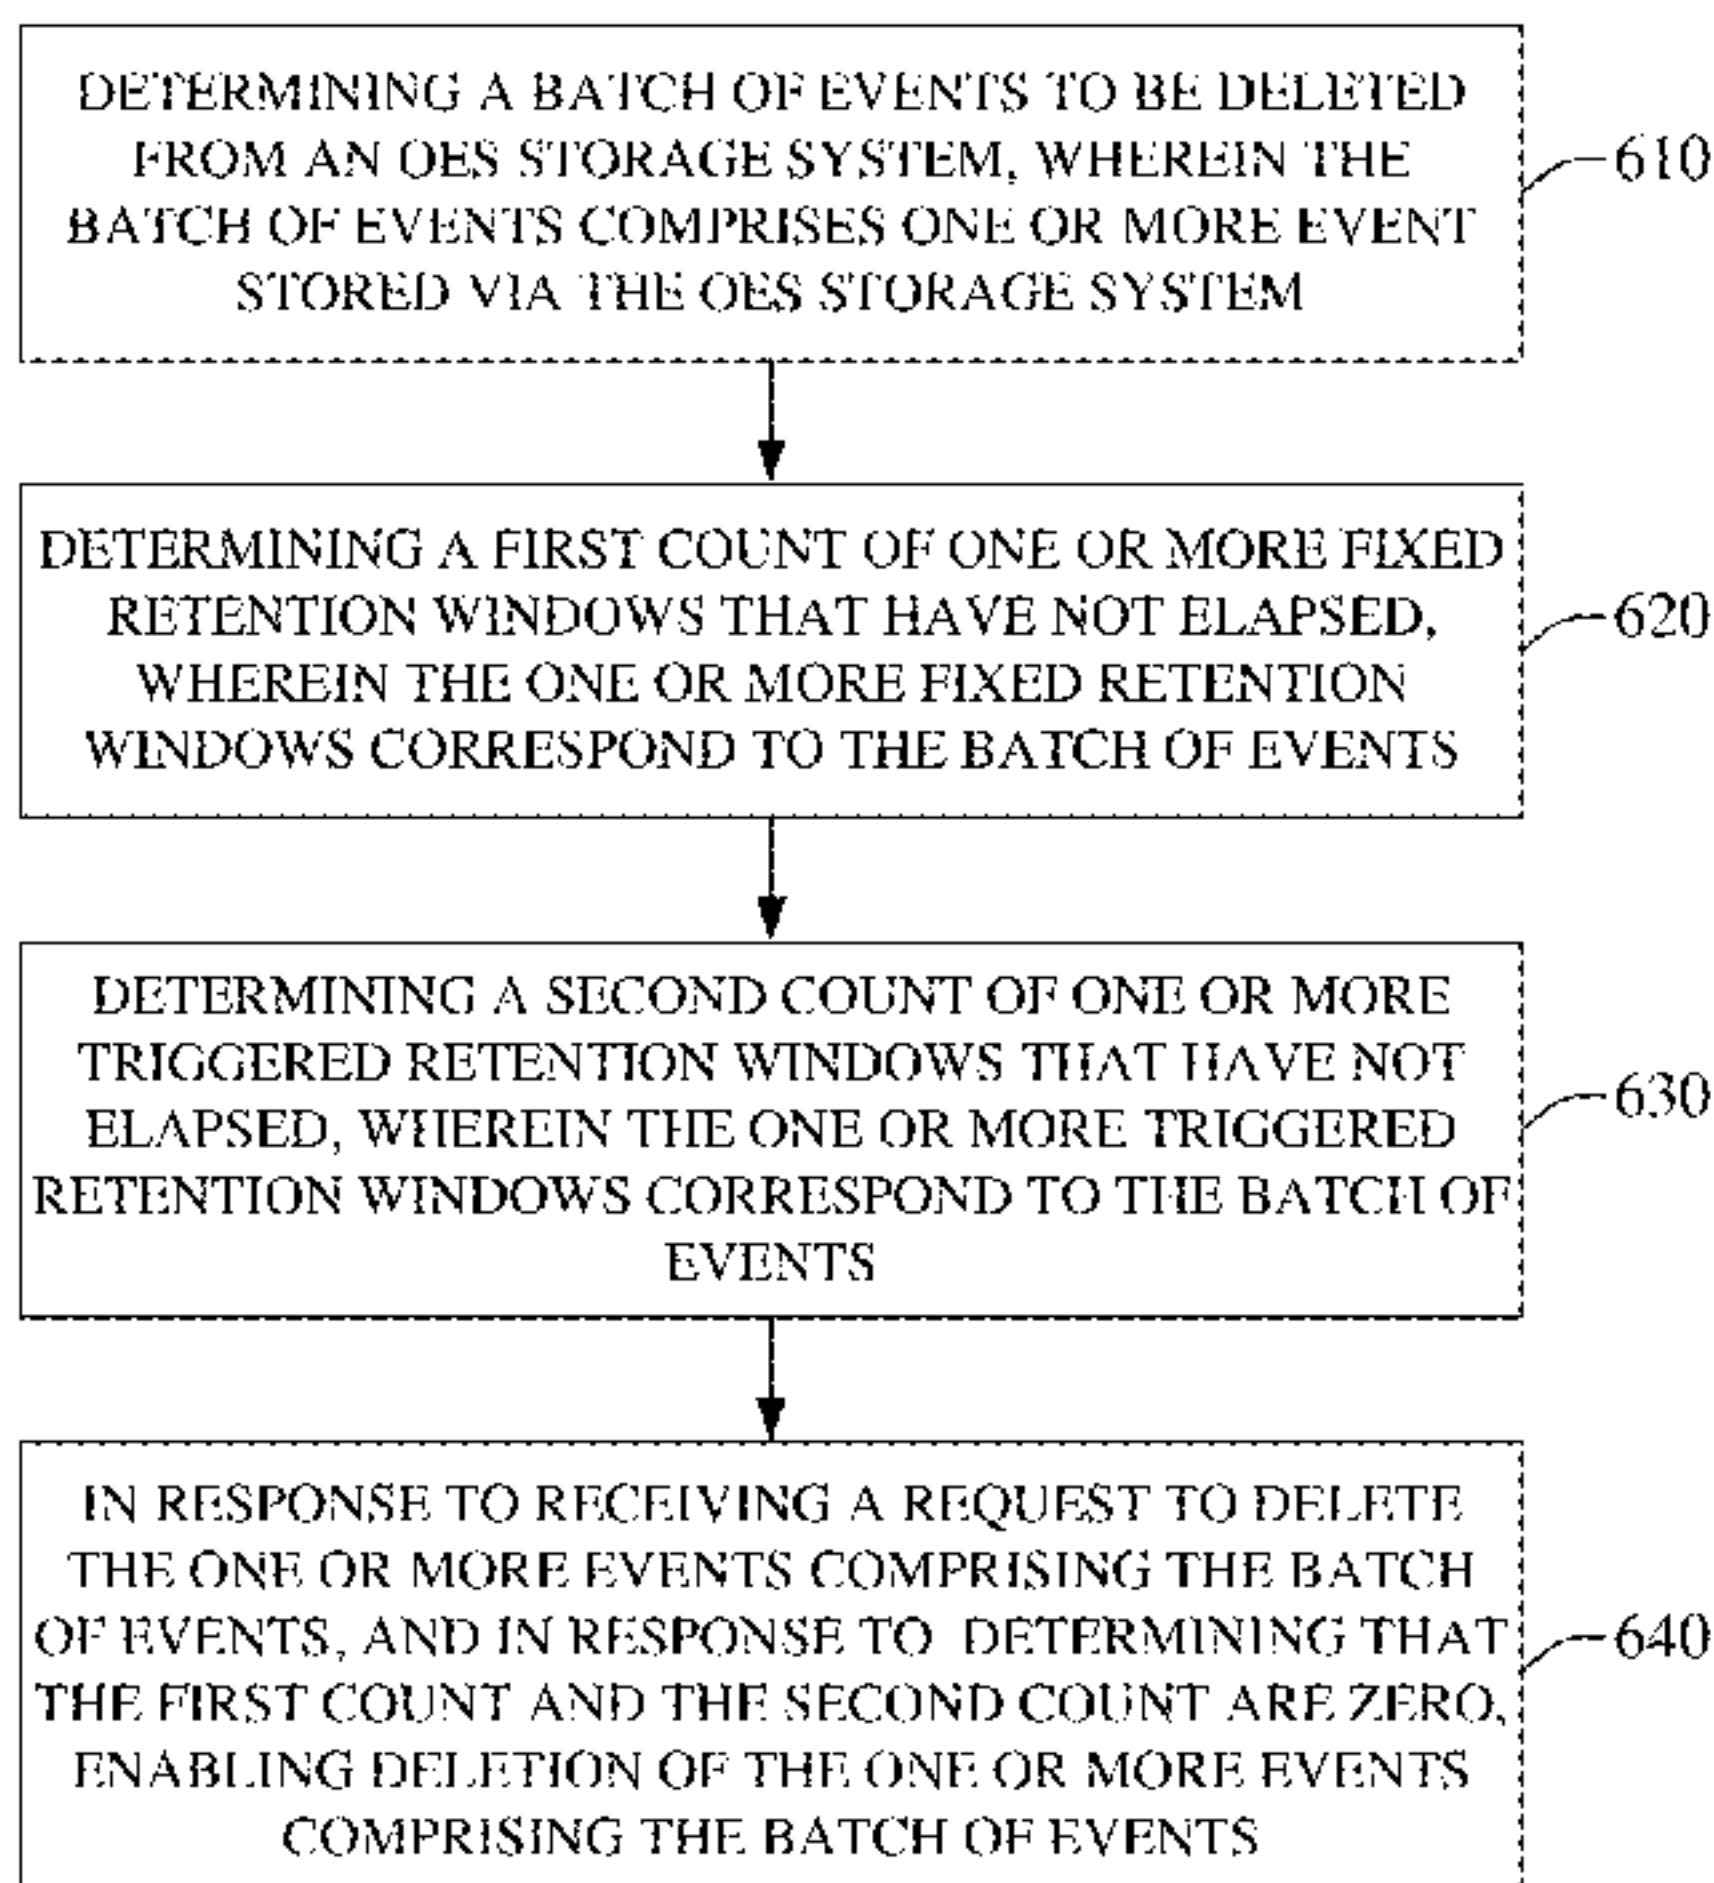 DETERMINING A BATCH OF EVENTS TO BE DELETED
FROM AN OES STORAGE SYSTEM, WHEREIN THE
BATCH OF EVENTS COMPRISES ONE OR MORE EVENT
STORED VIA THE OES STORAGE SYSTEM
610
DETERMINING A FIRST COUNT OF ONE OR MORE FIXED
RETENTION WINDOWS THAT HAVE NOT ELAPSED,
WHEREIN THE ONE OR MORE FIXED RETENTION
WINDOWS CORRESPOND TO THE BATCH OF EVENTS
620
DETERMINING A SECOND COUNT OF ONE OR MORE
TRIGGERED RETENTION WINDOWS THAT HAVE NOT
ELAPSED, WHEREIN THE ONE OR MORE TRIGGERED
RETENTION WINDOWS CORRESPOND TO THE BATCH OF
EVENTS
630
IN RESPONSE TO RECEIVING A REQUEST TO DELETE
THE ONE OR MORE EVENTS COMPRISING THE BATCH
OF EVENTS, AND IN RESPONSE TO DETERMINING THAT
THE FIRST COUNT AND THE SECOND COUNT ARE ZERO,
ENABLING DELETION OF THE ONE OR MORE EVENTS
COMPRISING THE BATCH OF EVENTS
640